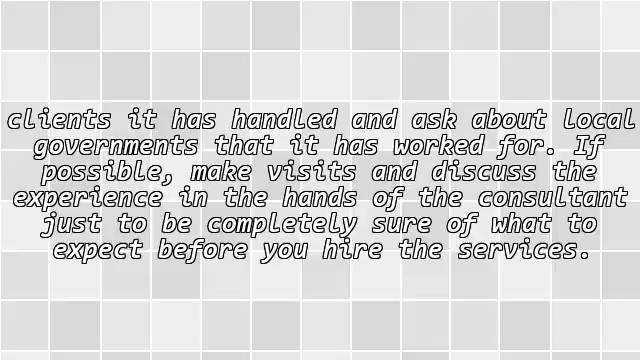 clients it has handled and ask about local
governments that it has worked for. If
possible, make visits and discuss the
experience in the hands of the consultant
just to be completely sure of what to
expect before you hire the services.